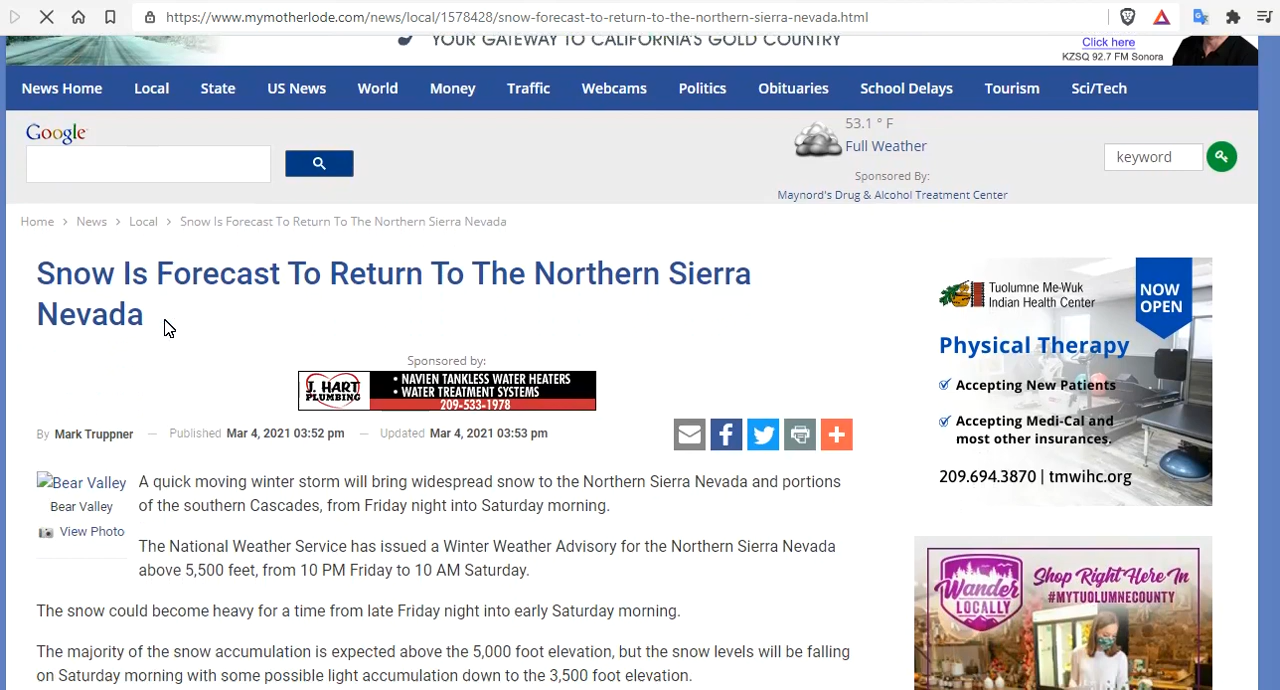 https://www.mymotherlode.com/news/local/1578428/snow-forecast-to-return-to-the-northern-sierra-nevada.html
YOUR GATEWAY TO CALIFORNIA'S GOLD COUNTRY
Click here
KZSQ 92.7 FM Sonora
News Home Local State US News World Money Traffic Webcams Politics Obituaries School Delays Tourism Sci/Tech
Google
53.1 ° F
Full Weather
Sponsored By:
Maynord's Drug & Alcohol Treatment Center
keyword
Home > News > Local > Snow Is Forecast To Return To The Northern Sierra Nevada
Snow Is Forecast To Return To The Northern Sierra
Nevada
Sponsored by:
J. HART
PLUMBING
• NAVIEN TANKLESS WATER HEATERS
• WATER TREATMENT SYSTEMS
209-533-1978
By Mark Truppner — Published Mar 4, 2021 03:52 pm — Updated Mar 4, 2021 03:53 pm
Bear Valley
Bear Valley
View Photo
A quick moving winter storm will bring widespread snow to the Northern Sierra Nevada and portions
of the southern Cascades, from Friday night into Saturday morning.
The National Weather Service has issued a Winter Weather Advisory for the Northern Sierra Nevada
above 5,500 feet, from 10 PM Friday to 10 AM Saturday.
The snow could become heavy for a time from late Friday night into early Saturday morning.
The majority of the snow accumulation is expected above the 5,000 foot elevation, but the snow levels will be falling
on Saturday morning with some possible light accumulation down to the 3,500 foot elevation.
Tuolumne Me-Wuk
Indian Health Center
NOW
OPEN
Physical Therapy
Accepting New Patients
Accepting Medi-Cal and
most other insurances.
209.694.3870 | tmwihc.org
WANDER
LOCALLY
Shop Right Here In
#MYTUOLUMNECOUNTY